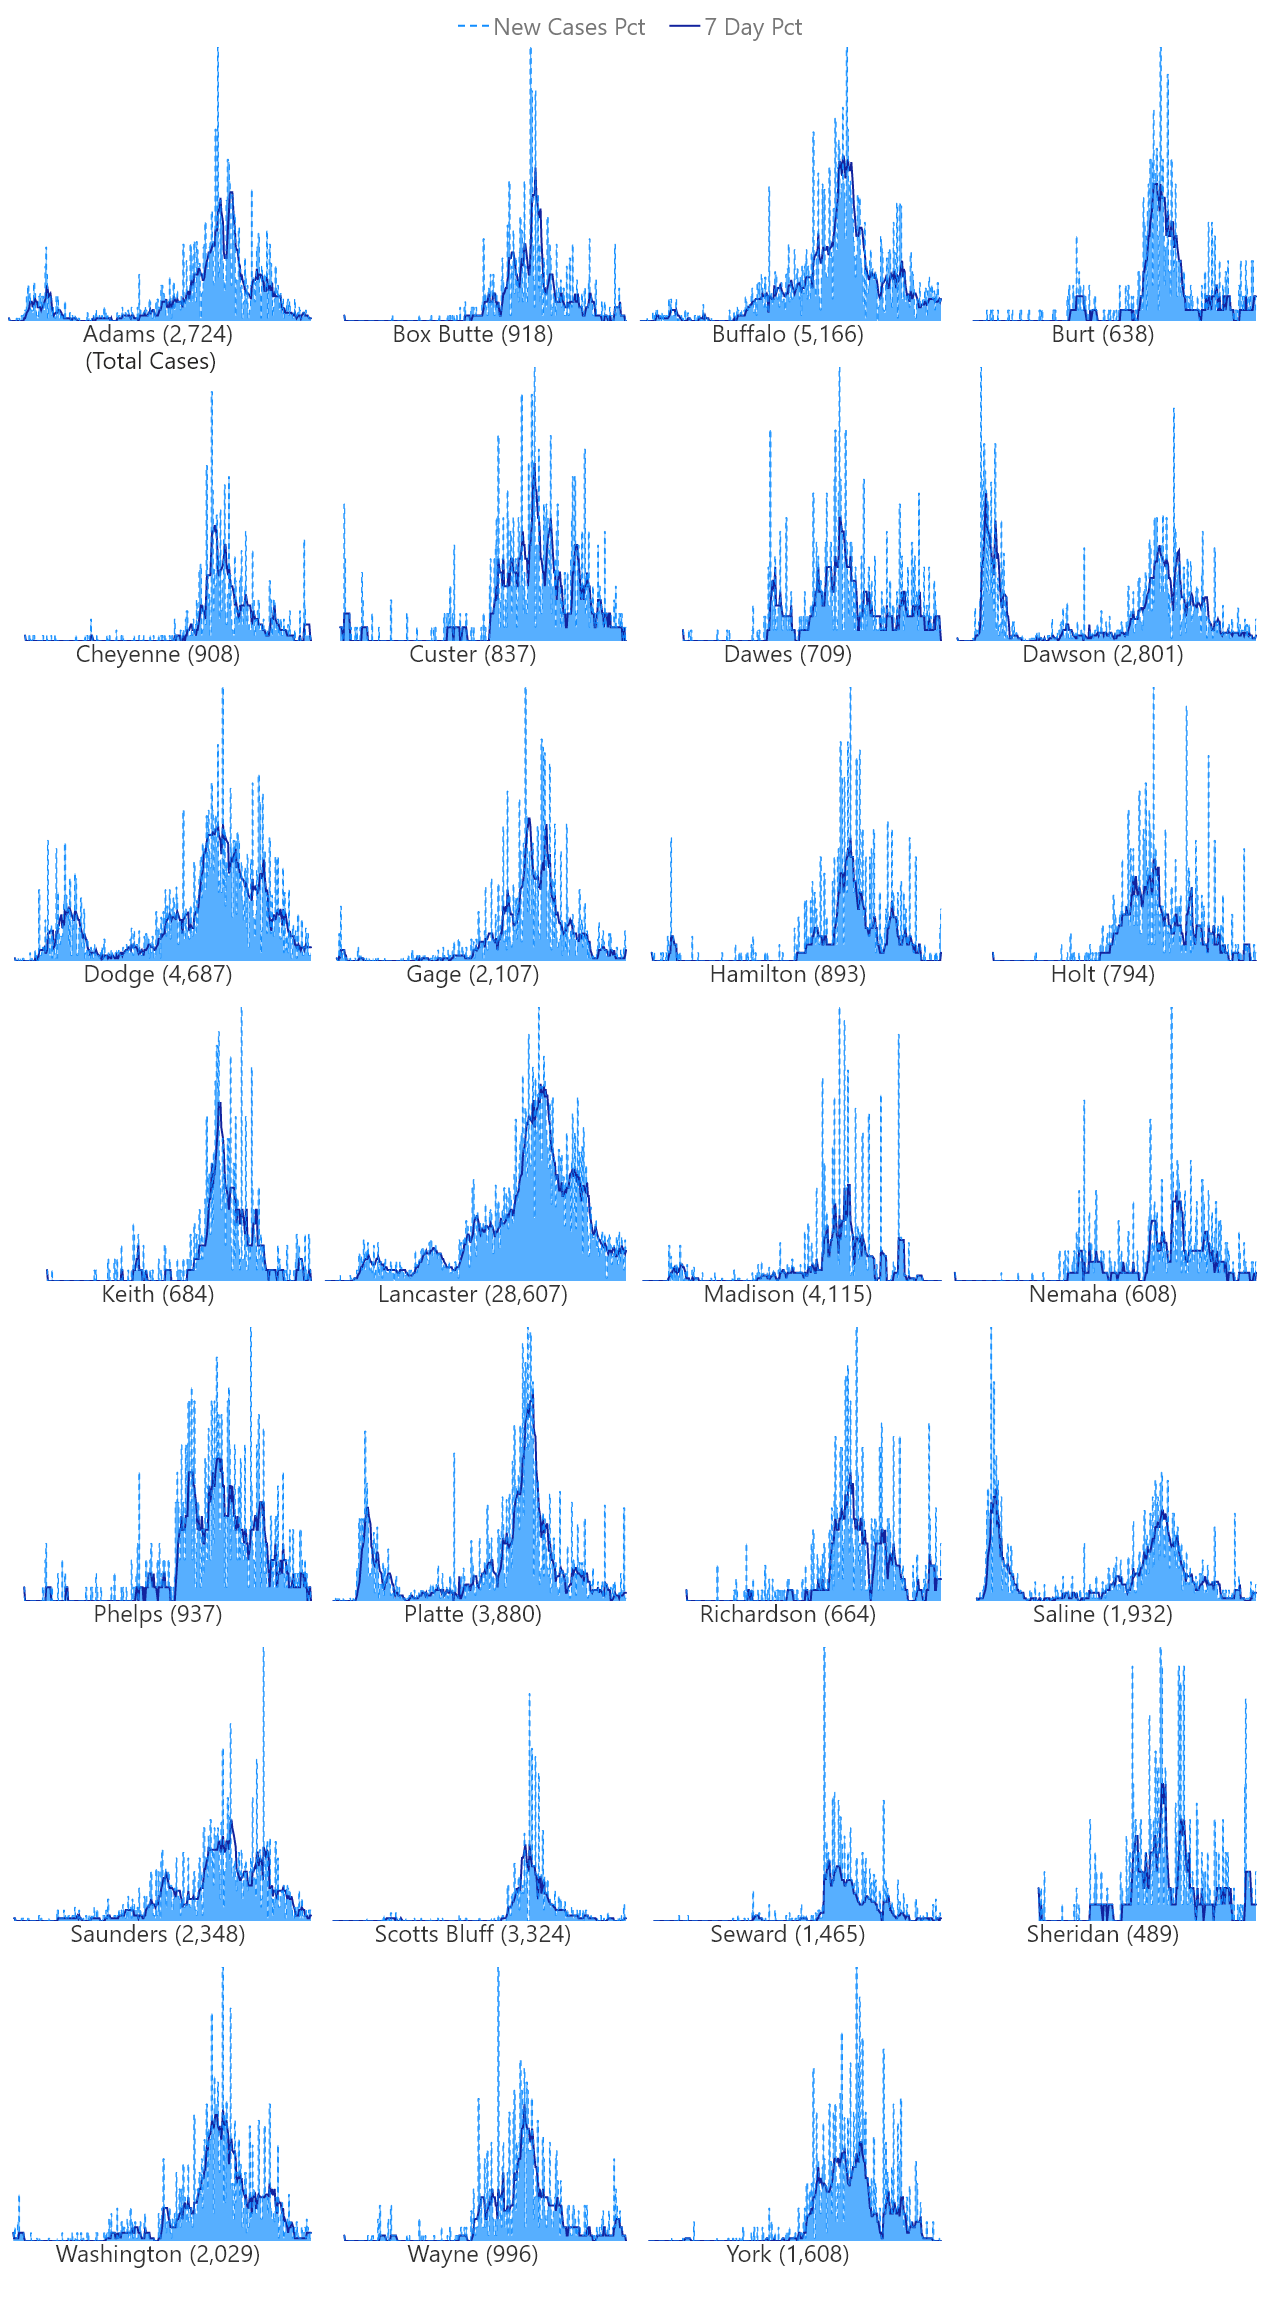 New Cases Pct 7 Day Pct
Adams (2,724) Box Butte (918) Buffalo (5,166) Burt (638)
(Total Cases)
Cheyenne (908) Custer (837) Dawes (709) Dawson (2,801)
Dodge (4,687) Gage (2,107) Hamilton (893) Holt (794)
Keith (684) Lancaster (28,607) Madison (4,115) Nemaha (608)
Phelps (937) Platte (3,880) Richardson (664) Saline (1,932)
Saunders (2,348) Scotts Bluff (3,324) Seward (1,465) Sheridan (489)
Washington (2,029) Wayne (996) York (1,608)